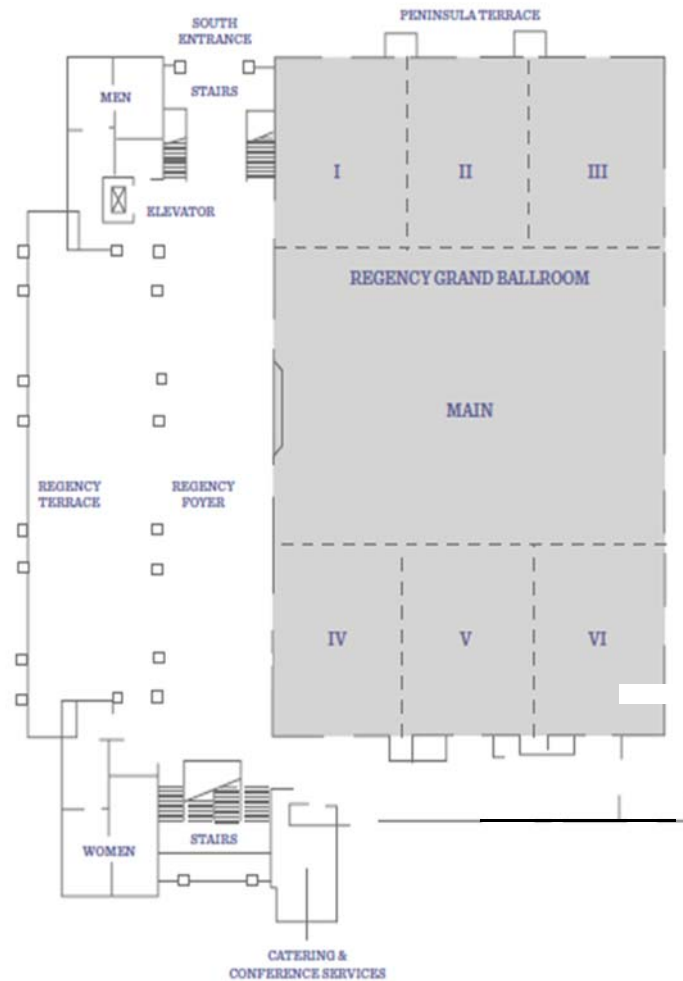 PENINSULA TERRACE
SOUTH
ENTRANCE
STAIRS
MEN
I
II
III
ELEVATOR
REGENCY GRAND BALLROOM
MAIN
REGENCY
TERRACE
REGENCY
FOYER
IV
V
VI
STAIRS
WOMEN
CATERING &
CONFERENCE SERVICES